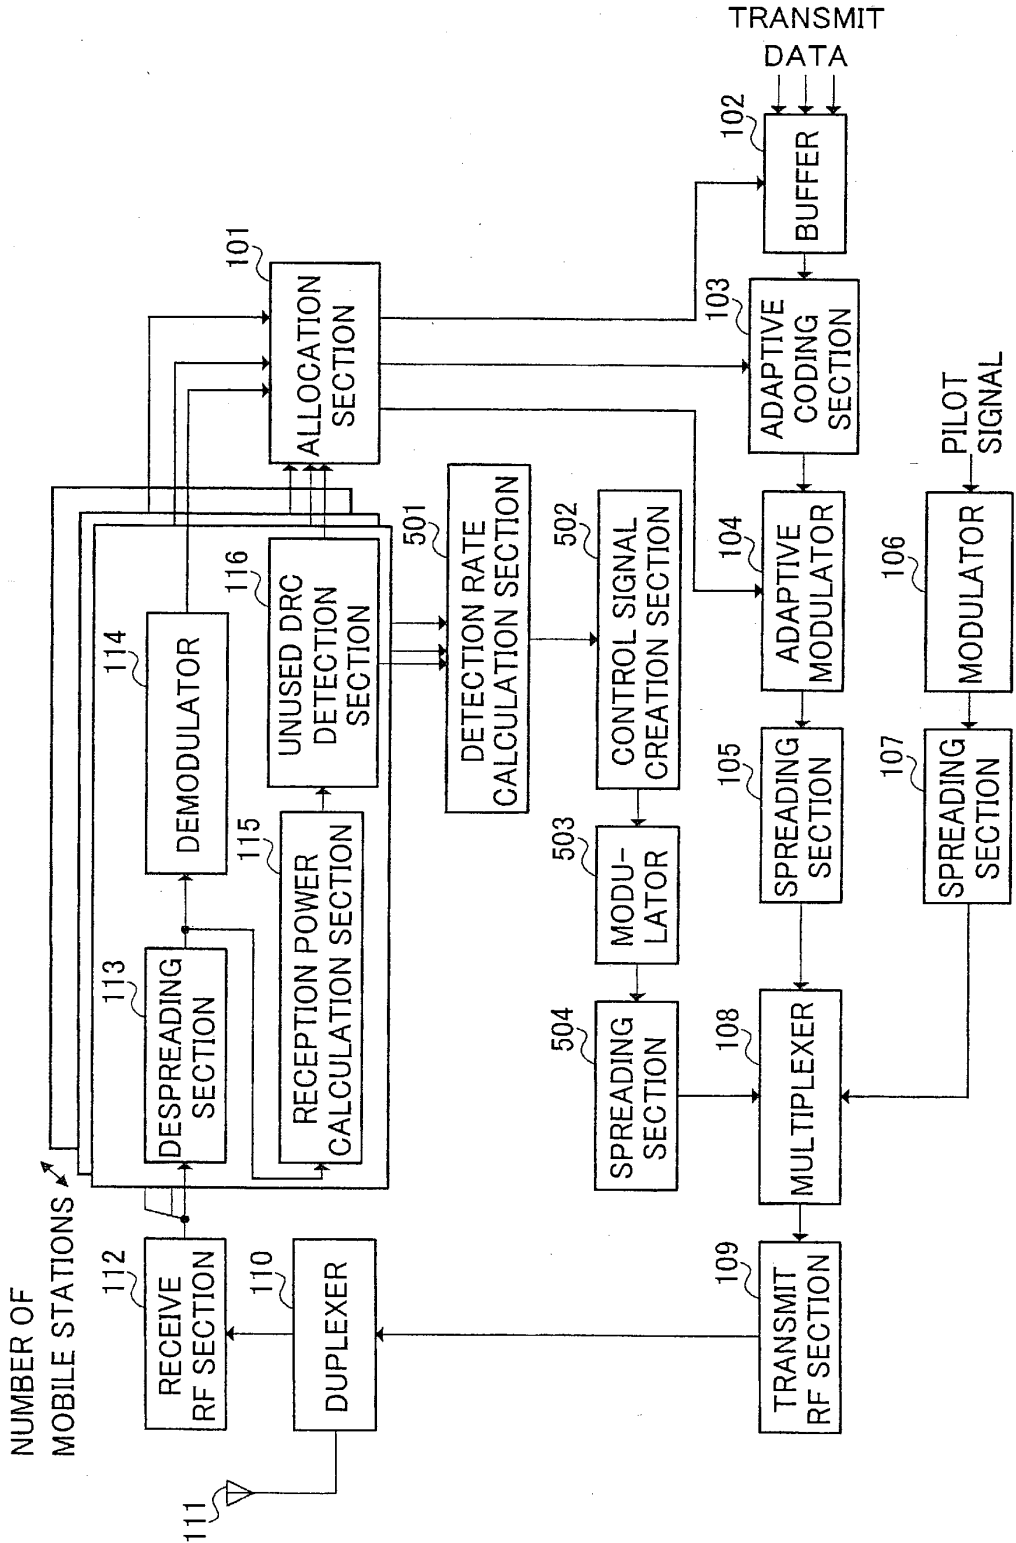 TRANSMIT
DATA
102
BUFFER
101
ALLOCATION
SECTION
103
ADAPTIVE
CODING
SECTION
PILOT
SIGNAL
114
DEMODULATOR
116
UNUSED DRC
DETECTION
SECTION
501
DETECTION RATE
CALCULATION SECTION
502
CONTROL SIGNAL
CREATION SECTION
104
ADAPTIVE
MODULATOR
106
MODULATOR
113
DESPREADING
SECTION
115
RECEPTION POWER
CALCULATION SECTION
503
MODU-
LATOR
105
SPREADING
SECTION
107
SPREADING
SECTION
504
SPREADING
SECTION
108
MULTIPLEXER
NUMBER OF
MOBILE STATIONS
112
RECEIVE
RF SECTION
110
DUPLEXER
109
TRANSMIT
RF SECTION
111